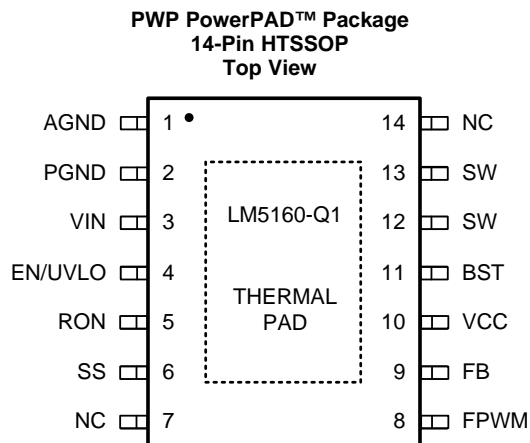 PWP PowerPAD™ Package
14-Pin HTSSOP
Top View
AGND 1 14 NC
PGND 2 13 SW
VIN 3 12 SW
EN/UVLO 4 11 BST
RON 5 10 VCC
SS 6 9 FB
NC 7 8 FPWM
LM5160-Q1
THERMAL
PAD